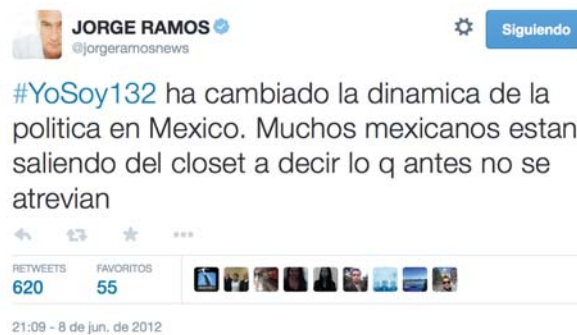 JORGE RAMOS
@jorgeramosnews
Siguiendo
#YoSoy132 ha cambiado la dinamica de la
politica en Mexico. Muchos mexicanos estan
saliendo del closet a decir lo q antes no se
atrevian
RETWEETS FAVORITOS
620 55
21:09 - 8 de jun. de 2012